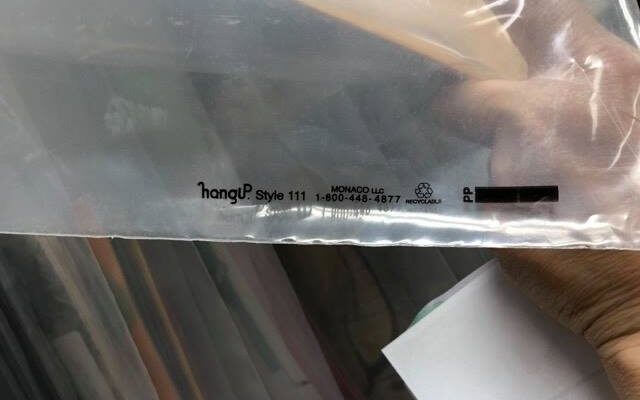 hangUP. Style 111
MONACO LLC
1-800-448-4877
RECYCLABLE
PP